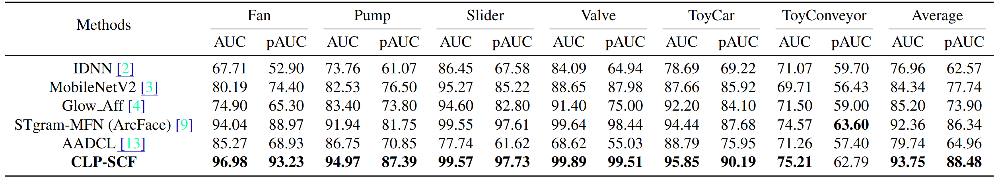 Methods Fan Pump Slider Valve ToyCar ToyConveyor Average
AUC pAUC AUC pAUC AUC pAUC AUC pAUC AUC pAUC AUC pAUC AUC pAUC
IDNN [2] 67.71 52.90 73.76 61.07 86.45 67.58 84.09 64.94 78.69 69.22 71.07 59.70 76.96 62.57
MobileNetV2 [3] 80.19 74.40 82.53 76.50 95.27 85.22 88.65 87.98 87.66 85.92 69.71 56.43 84.34 77.74
Glow_Aff [4] 74.90 65.30 83.40 73.80 94.60 82.80 91.40 75.00 92.20 84.10 71.50 59.00 85.20 73.90
STgram-MFN (ArcFace) [9] 94.04 88.97 91.94 81.75 99.55 97.61 99.64 98.44 94.44 87.68 74.57 63.60 92.36 86.34
AADCL [13] 85.27 68.93 86.75 70.85 77.74 61.62 68.62 55.03 88.79 75.95 71.26 57.40 79.74 64.96
CLP-SCF 96.98 93.23 94.97 87.39 99.57 97.73 99.89 99.51 95.85 90.19 75.21 62.79 93.75 88.48